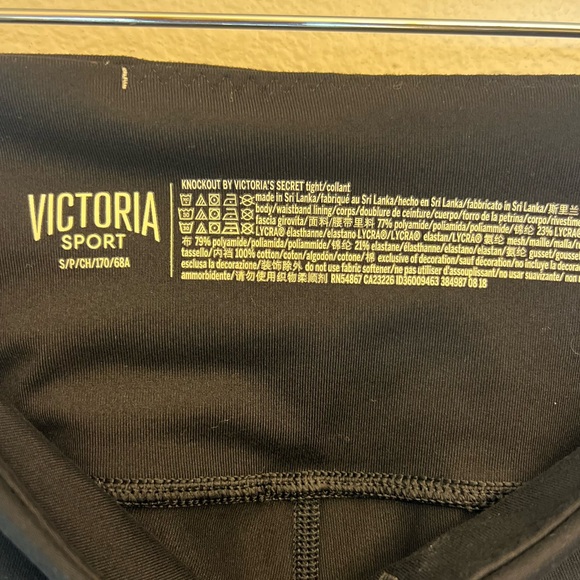 VICTORIA
SPORT
S/P/CH/170/68A
KNOCKOUT BY VICTORIA'S SECRET tight/collant
made in Sri Lanka/fabriqué au Sri Lanka/hecho en Sri Lanka/fabbricato in Sri Lanka/斯里兰
body/waistband lining/corps/doublure de ceinture/cuerpo/forro de la petrina/corpo/rivestim
fascia girovita/面料/腰带里料 77% polyamide/poliamida/poliammide/锦纶 23% LYCRA
LYCRA® élasthanne/elastano LYCRA®/LYCRA® elastan/LYCRA® 氨纶 mesh/maille/malla/m
布 79% polyamide/poliamida/poliammide/锦纶 21% elastane/élasthanne/elastano/elastan/氨纶 gusset/gousset/
tassello/内裆 100% cotton/coton/algodón/cotone/棉 exclusive of decoration/sauf décoration/no incluye la decora
esclusa la decorazione/装饰除外 do not use fabric softener/ne pas utiliser d'assouplissant/no usar suavizante/non
ammorbidente/请勿使用织物柔顺剂 RN54867 CA23226 ID36009463 384987 08 18